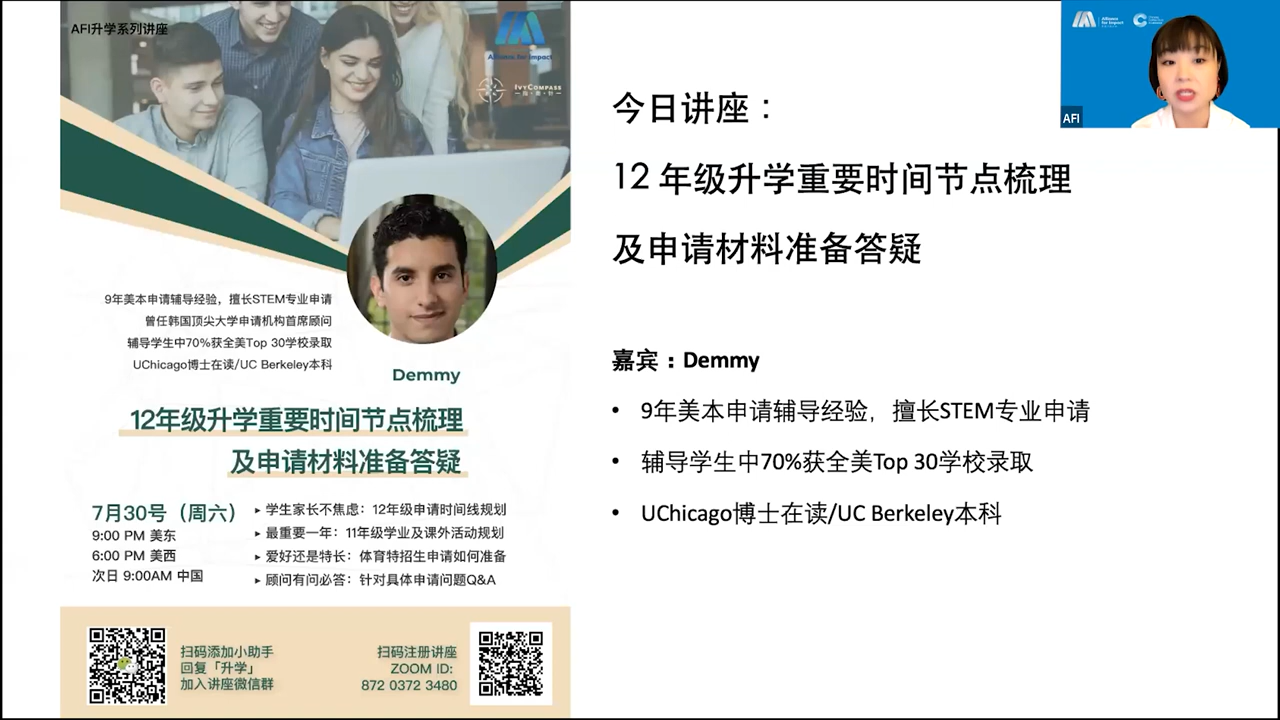 AFI升学系列讲座
Alliance for Impact
IVYCOMPASS
9年美本申请辅导经验，擅长STEM专业申请
曾任韩国顶尖大学申请机构首席顾问
辅导学生中70%获全美Top 30学校录取
UChicago博士在读/UC Berkeley本科
Demmy
12年级升学重要时间节点梳理
及申请材料准备答疑
7月30号（周六）
9:00 PM 美东
6:00 PM 美西
次日 9:00AM 中国
▸ 学生家长不焦虑：12年级申请时间线规划
▸ 最重要一年：11年级学业及课外活动规划
▸ 爱好还是特长：体育特招生申请如何准备
▸ 顾问有问必答：针对具体申请问题Q&A
扫码添加小助手
回复「升学」
加入讲座微信群
扫码注册讲座
ZOOM ID:
872 0372 3480
今日讲座：
12 年级升学重要时间节点梳理
及申请材料准备答疑
嘉宾：Demmy
• 9年美本申请辅导经验，擅长STEM专业申请
• 辅导学生中70%获全美Top 30学校录取
• UChicago博士在读/UC Berkeley本科
Alliance
for Impact
AFI